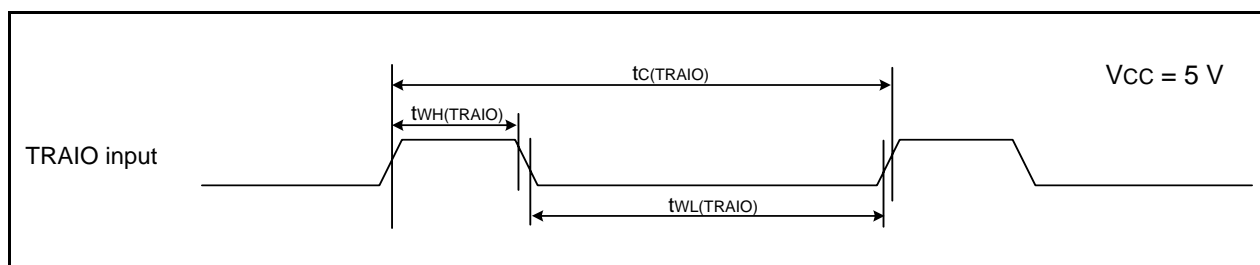 tC(TRAIO)
VCC = 5 V
tWH(TRAIO)
TRAIO input
tWL(TRAIO)